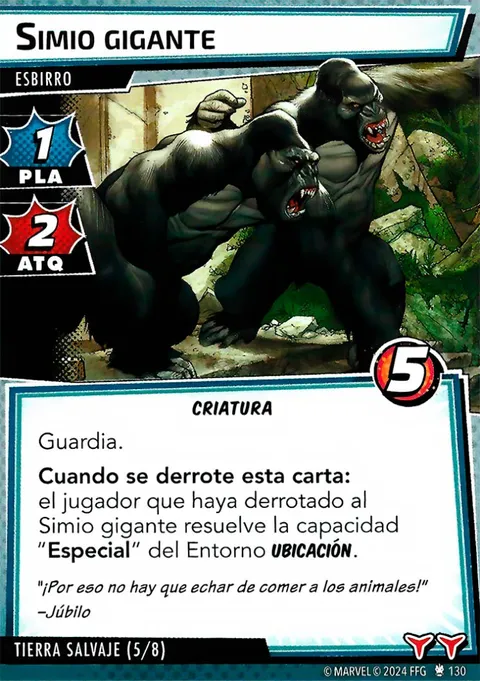 SIMIO GIGANTE
ESBIRRO
1
PLA
2
ATQ
5
CRIATURA
Guardia.
Cuando se derrote esta carta:
el jugador que haya derrotado al
Simio gigante resuelve la capacidad
"Especial" del Entorno UBICACIÓN.
"¡Por eso no hay que echar de comer a los animales!"
–Júbilo
TIERRA SALVAJE (5/8)
© MARVEL © 2024 FFG 130